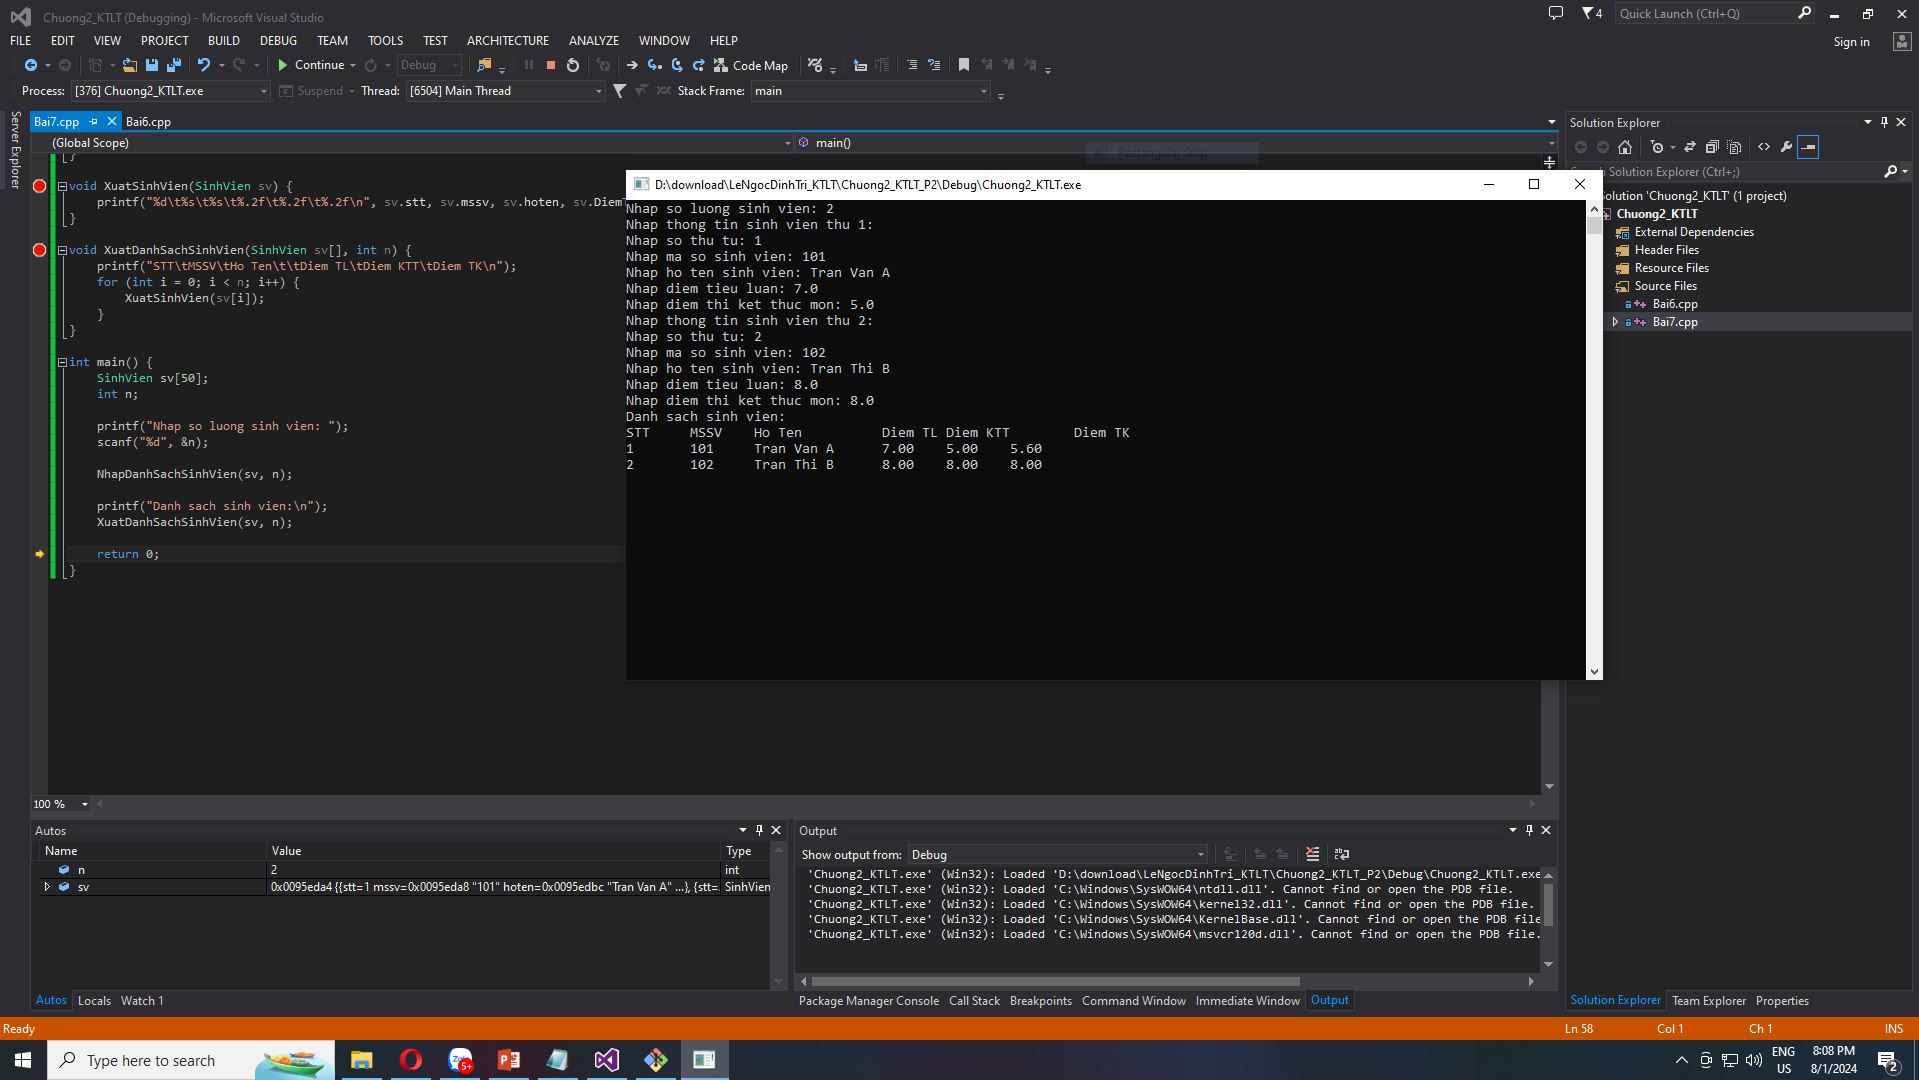 Chuong2_KTLT (Debugging) - Microsoft Visual Studio
4
Quick Launch (Ctrl+Q)
FILE EDIT VIEW PROJECT BUILD DEBUG TEAM TOOLS TEST ARCHITECTURE ANALYZE WINDOW HELP
Sign in
Continue Debug Code Map
Process: [376] Chuong2_KTLT.exe Suspend Thread: [6504] Main Thread Stack Frame: main
Server Explorer
Bai7.cpp Bai6.cpp
(Global Scope) main()
Rectangular Snip
}
void XuatSinhVien(SinhVien sv) {
printf("%d\t%s\t%s\t%.2f\t%.2f\t%.2f\n", sv.stt, sv.mssv, sv.hoten, sv.Diem
}
void XuatDanhSachSinhVien(SinhVien sv[], int n) {
printf("STT\tMSSV\tHo Ten\t\tDiem TL\tDiem KTT\tDiem TK\n");
for (int i = 0; i < n; i++) {
XuatSinhVien(sv[i]);
}
}
int main() {
SinhVien sv[50];
int n;
printf("Nhap so luong sinh vien: ");
scanf("%d", &n);
NhapDanhSachSinhVien(sv, n);
printf("Danh sach sinh vien:\n");
XuatDanhSachSinhVien(sv, n);
return 0;
}
D:\download\LeNgocDinhTri_KTLT\Chuong2_KTLT_P2\Debug\Chuong2_KTLT.exe
Nhap so luong sinh vien: 2
Nhap thong tin sinh vien thu 1:
Nhap so thu tu: 1
Nhap ma so sinh vien: 101
Nhap ho ten sinh vien: Tran Van A
Nhap diem tieu luan: 7.0
Nhap diem thi ket thuc mon: 5.0
Nhap thong tin sinh vien thu 2:
Nhap so thu tu: 2
Nhap ma so sinh vien: 102
Nhap ho ten sinh vien: Tran Thi B
Nhap diem tieu luan: 8.0
Nhap diem thi ket thuc mon: 8.0
Danh sach sinh vien:
STT MSSV Ho Ten Diem TL Diem KTT Diem TK
1 101 Tran Van A 7.00 5.00 5.60
2 102 Tran Thi B 8.00 8.00 8.00
Solution Explorer
Solution Explorer (Ctrl+;)
Solution 'Chuong2_KTLT' (1 project)
Chuong2_KTLT
External Dependencies
Header Files
Resource Files
Source Files
Bai6.cpp
Bai7.cpp
100 %
Autos
Name Value Type
n 2 int
sv 0x0095eda4 {{stt=1 mssv=0x0095eda8 "101" hoten=0x0095edbc "Tran Van A" ...}, {stt= SinhVien
Autos Locals Watch 1
Output
Show output from: Debug
'Chuong2_KTLT.exe' (Win32): Loaded 'D:\download\LeNgocDinhTri_KTLT\Chuong2_KTLT_P2\Debug\Chuong2_KTLT.exe
'Chuong2_KTLT.exe' (Win32): Loaded 'C:\Windows\SysWOW64\ntdll.dll'. Cannot find or open the PDB file.
'Chuong2_KTLT.exe' (Win32): Loaded 'C:\Windows\SysWOW64\kernel32.dll'. Cannot find or open the PDB file.
'Chuong2_KTLT.exe' (Win32): Loaded 'C:\Windows\SysWOW64\KernelBase.dll'. Cannot find or open the PDB file
'Chuong2_KTLT.exe' (Win32): Loaded 'C:\Windows\SysWOW64\msvcr120d.dll'. Cannot find or open the PDB file.
Package Manager Console Call Stack Breakpoints Command Window Immediate Window Output
Solution Explorer Team Explorer Properties
Ready Ln 58 Col 1 Ch 1 INS
Type here to search
5+
ENG
US
8:08 PM
8/1/2024
2